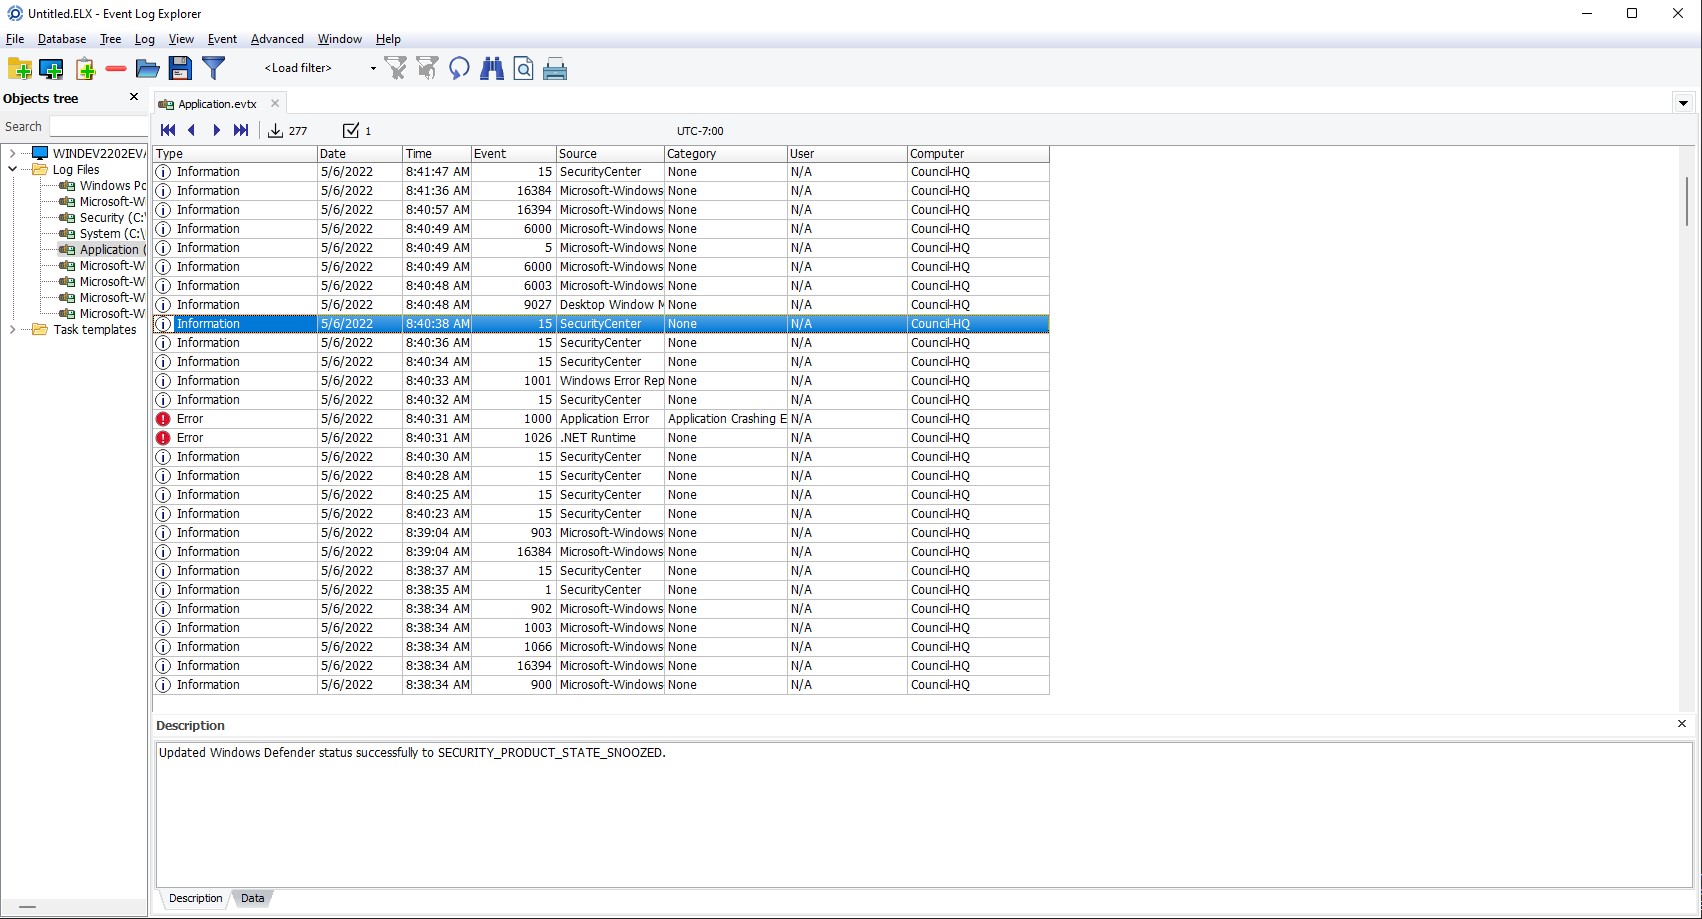 Untitled.ELX - Event Log Explorer
File Database Tree Log View Event Advanced Window Help
<Load filter>
Objects tree
Search
WINDEV2202EVA
Log Files
Windows Po
Microsoft-W
Security (C:\
System (C:\
Application (
Microsoft-W
Microsoft-W
Microsoft-W
Microsoft-W
Task templates
Application.evtx
277 1 UTC-7:00
Type Date Time Event Source Category User Computer
Information 5/6/2022 8:41:47 AM 15 SecurityCenter None N/A Council-HQ
Information 5/6/2022 8:41:36 AM 16384 Microsoft-Windows None N/A Council-HQ
Information 5/6/2022 8:40:57 AM 16394 Microsoft-Windows None N/A Council-HQ
Information 5/6/2022 8:40:49 AM 6000 Microsoft-Windows None N/A Council-HQ
Information 5/6/2022 8:40:49 AM 5 Microsoft-Windows None N/A Council-HQ
Information 5/6/2022 8:40:49 AM 6000 Microsoft-Windows None N/A Council-HQ
Information 5/6/2022 8:40:48 AM 6003 Microsoft-Windows None N/A Council-HQ
Information 5/6/2022 8:40:48 AM 9027 Desktop Window M None N/A Council-HQ
Information 5/6/2022 8:40:38 AM 15 SecurityCenter None N/A Council-HQ
Information 5/6/2022 8:40:36 AM 15 SecurityCenter None N/A Council-HQ
Information 5/6/2022 8:40:34 AM 15 SecurityCenter None N/A Council-HQ
Information 5/6/2022 8:40:33 AM 1001 Windows Error Rep None N/A Council-HQ
Information 5/6/2022 8:40:32 AM 15 SecurityCenter None N/A Council-HQ
Error 5/6/2022 8:40:31 AM 1000 Application Error Application Crashing E N/A Council-HQ
Error 5/6/2022 8:40:31 AM 1026 .NET Runtime None N/A Council-HQ
Information 5/6/2022 8:40:30 AM 15 SecurityCenter None N/A Council-HQ
Information 5/6/2022 8:40:28 AM 15 SecurityCenter None N/A Council-HQ
Information 5/6/2022 8:40:25 AM 15 SecurityCenter None N/A Council-HQ
Information 5/6/2022 8:40:23 AM 15 SecurityCenter None N/A Council-HQ
Information 5/6/2022 8:39:04 AM 903 Microsoft-Windows None N/A Council-HQ
Information 5/6/2022 8:39:04 AM 16384 Microsoft-Windows None N/A Council-HQ
Information 5/6/2022 8:38:37 AM 15 SecurityCenter None N/A Council-HQ
Information 5/6/2022 8:38:35 AM 1 SecurityCenter None N/A Council-HQ
Information 5/6/2022 8:38:34 AM 902 Microsoft-Windows None N/A Council-HQ
Information 5/6/2022 8:38:34 AM 1003 Microsoft-Windows None N/A Council-HQ
Information 5/6/2022 8:38:34 AM 1066 Microsoft-Windows None N/A Council-HQ
Information 5/6/2022 8:38:34 AM 16394 Microsoft-Windows None N/A Council-HQ
Information 5/6/2022 8:38:34 AM 900 Microsoft-Windows None N/A Council-HQ
Description
Updated Windows Defender status successfully to SECURITY_PRODUCT_STATE_SNOOZED.
Description Data